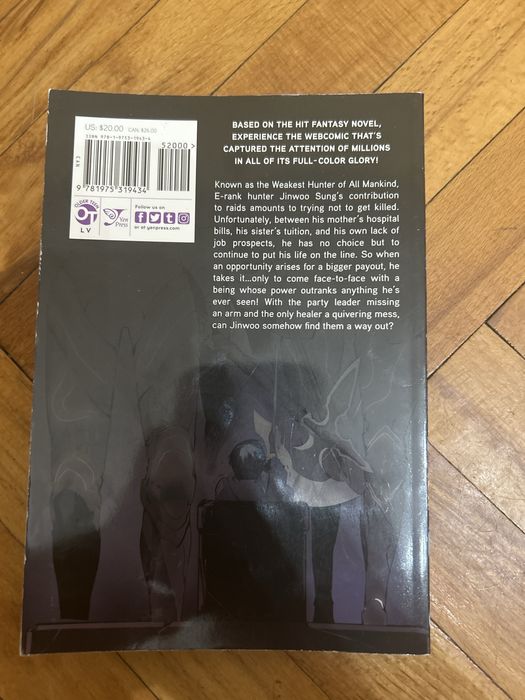 US: $20.00 CAN: $26.00
ISBN 978-1-9753-1943-4
52000>
9 781975 319434
OLDER TEEN
OT
LV
Yen
Press
Follow us on
or at yenpress.com
BASED ON THE HIT FANTASY NOVEL,
EXPERIENCE THE WEBCOMIC THAT'S
CAPTURED THE ATTENTION OF MILLIONS
IN ALL OF ITS FULL-COLOR GLORY!
Known as the Weakest Hunter of All Mankind,
E-rank hunter Jinwoo Sung's contribution
to raids amounts to trying not to get killed.
Unfortunately, between his mother's hospital
bills, his sister's tuition, and his own lack of
job prospects, he has no choice but to
continue to put his life on the line. So when
an opportunity arises for a bigger payout, he
takes it...only to come face-to-face with a
being whose power outranks anything he's
ever seen! With the party leader missing
an arm and the only healer a quivering mess,
can Jinwoo somehow find them a way out?